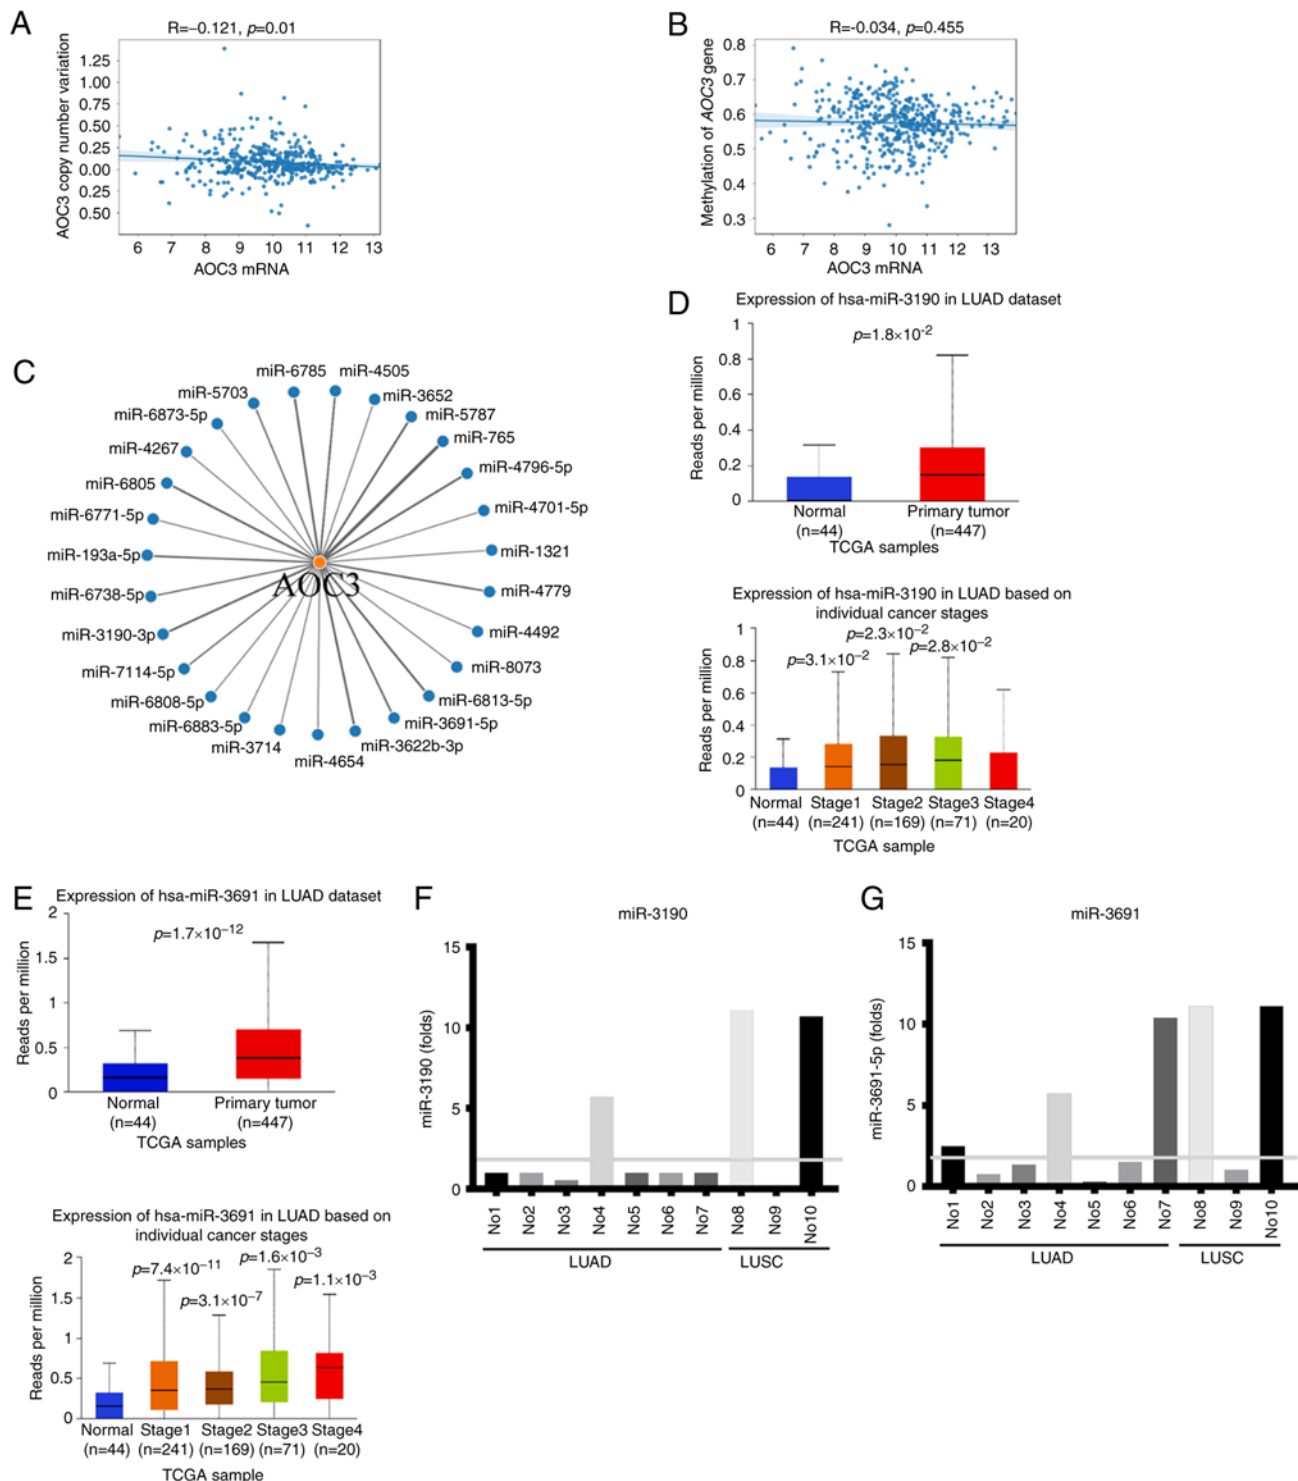 A
R=−0.121, p=0.01
AOC3 copy number variation
1.25
1.00
0.75
0.50
0.25
0.00
0.25
0.50
6 7 8 9 10 11 12 13
AOC3 mRNA
B
R=-0.034, p=0.455
Methylation of AOC3 gene
0.8
0.7
0.6
0.5
0.4
0.3
6 7 8 9 10 11 12 13
AOC3 mRNA
C
miR-6785
miR-4505
miR-5703
miR-3652
miR-6873-5p
miR-5787
miR-4267
miR-765
miR-6805
miR-4796-5p
miR-6771-5p
miR-4701-5p
miR-193a-5p
miR-1321
AOC3
miR-6738-5p
miR-4779
miR-3190-3p
miR-4492
miR-7114-5p
miR-8073
miR-6808-5p
miR-6813-5p
miR-6883-5p
miR-3691-5p
miR-3714
miR-3622b-3p
miR-4654
D
Expression of hsa-miR-3190 in LUAD dataset
p=1.8×10-2
Reads per million
1
0.8
0.6
0.4
0.2
0
Normal Primary tumor
(n=44) (n=447)
TCGA samples
Expression of hsa-miR-3190 in LUAD based on
individual cancer stages
p=2.3×10−2
p=3.1×10−2
p=2.8×10−2
Reads per million
1
0.8
0.6
0.4
0.2
0
Normal Stage1 Stage2 Stage3 Stage4
(n=44) (n=241) (n=169) (n=71) (n=20)
TCGA sample
E
Expression of hsa-miR-3691 in LUAD dataset
p=1.7×10−12
Reads per million
2
1.5
1
0.5
0
Normal Primary tumor
(n=44) (n=447)
TCGA samples
Expression of hsa-miR-3691 in LUAD based on
individual cancer stages
p=7.4×10−11
p=1.6×10−3
p=3.1×10−7
p=1.1×10−3
Reads per million
2
1.5
1
0.5
0
Normal Stage1 Stage2 Stage3 Stage4
(n=44) (n=241) (n=169) (n=71) (n=20)
TCGA sample
F
miR-3190
miR-3190 (folds)
15
10
5
0
No1 No2 No3 No4 No5 No6 No7 No8 No9 No10
LUAD LUSC
G
miR-3691
miR-3691-5p (folds)
15
10
5
0
No1 No2 No3 No4 No5 No6 No7 No8 No9 No10
LUAD LUSC